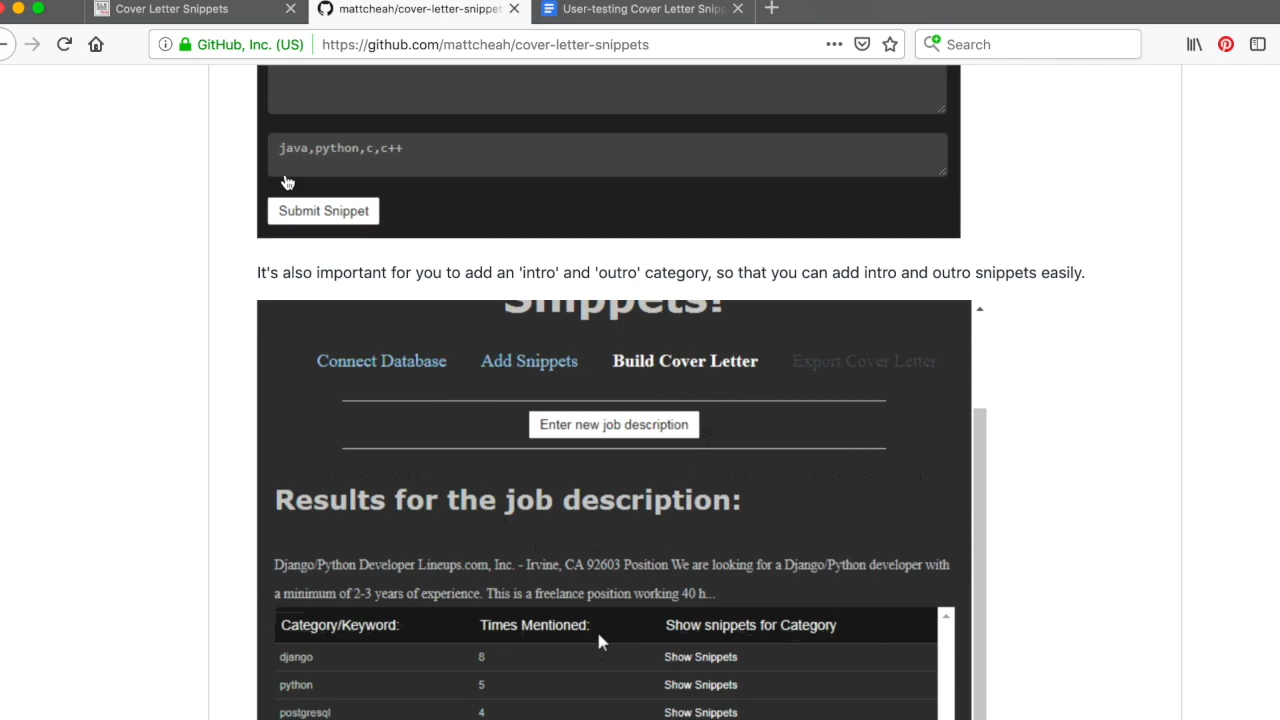 Cover Letter Snippets
mattcheah/cover-letter-snippet
User-testing Cover Letter Snipp
GitHub, Inc. (US)
https://github.com/mattcheah/cover-letter-snippets
Search
java,python,c,c++
Submit Snippet
It's also important for you to add an 'intro' and 'outro' category, so that you can add intro and outro snippets easily.
Snippets!
Connect Database Add Snippets Build Cover Letter Export Cover Letter
Enter new job description
Results for the job description:
Django/Python Developer Lineups.com, Inc. - Irvine, CA 92603 Position We are looking for a Django/Python developer with
a minimum of 2-3 years of experience. This is a freelance position working 40 h...
Category/Keyword: Times Mentioned: Show snippets for Category
django 8 Show Snippets
python 5 Show Snippets
postgresql 4 Show Snippets